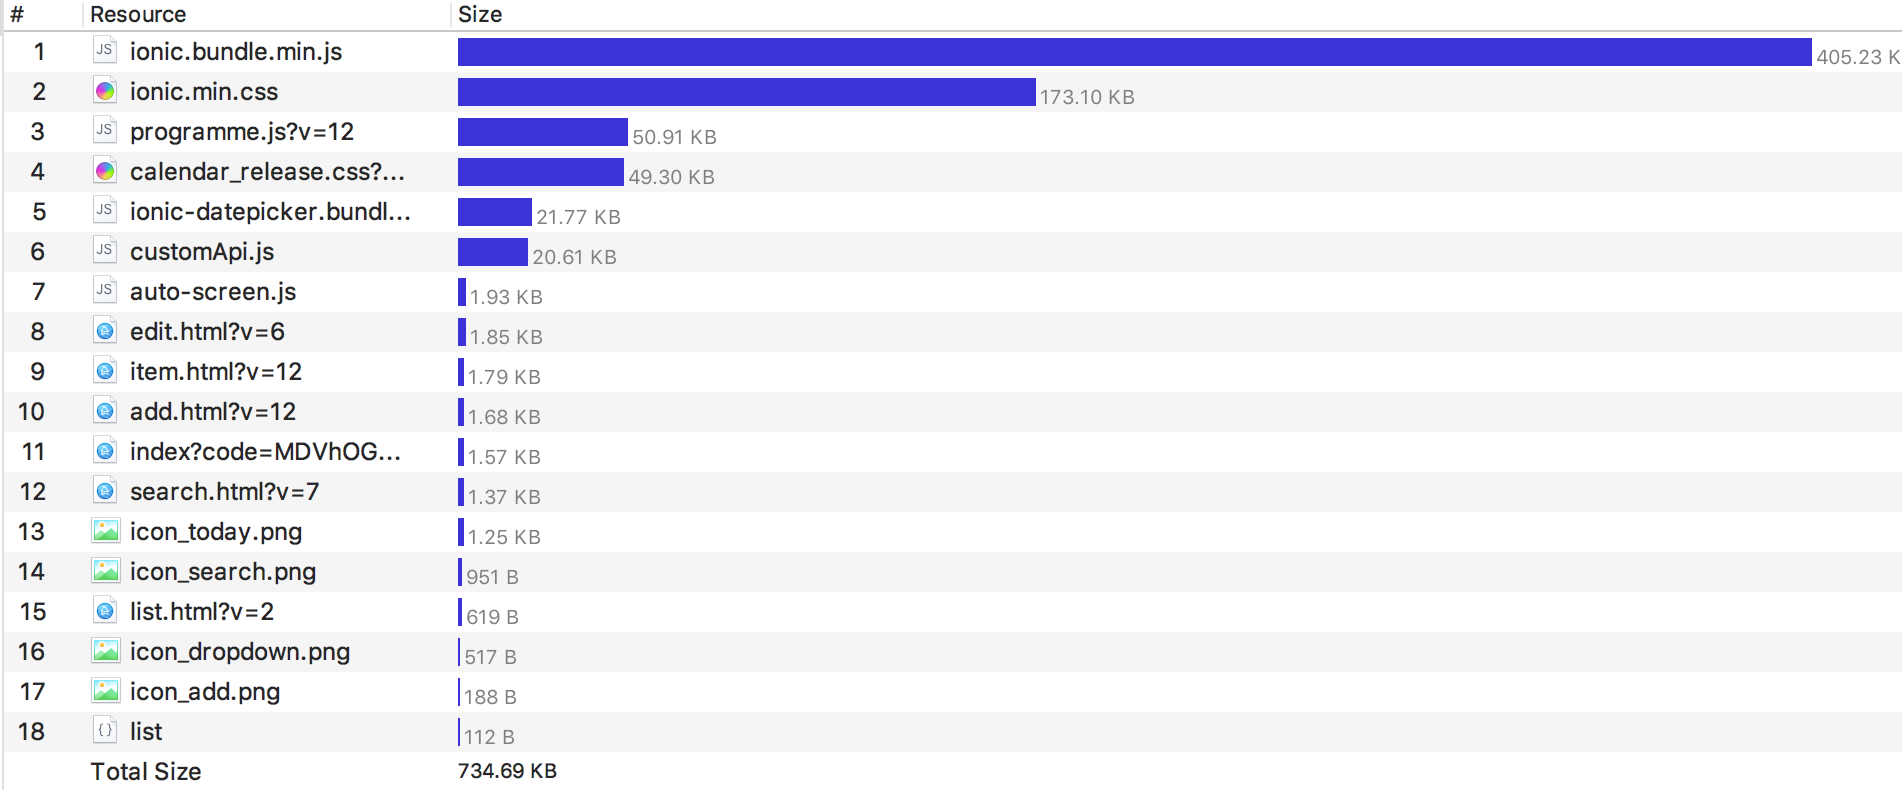 # Resource Size
1 JS ionic.bundle.min.js 405.23 K
2 ionic.min.css 173.10 KB
3 JS programme.js?v=12 50.91 KB
4 calendar_release.css?... 49.30 KB
5 JS ionic-datepicker.bundl... 21.77 KB
6 JS customApi.js 20.61 KB
7 JS auto-screen.js 1.93 KB
8 edit.html?v=6 1.85 KB
9 item.html?v=12 1.79 KB
10 add.html?v=12 1.68 KB
11 index?code=MDVhOG... 1.57 KB
12 search.html?v=7 1.37 KB
13 icon_today.png 1.25 KB
14 icon_search.png 951 B
15 list.html?v=2 619 B
16 icon_dropdown.png 517 B
17 icon_add.png 188 B
18 {} list 112 B
Total Size 734.69 KB